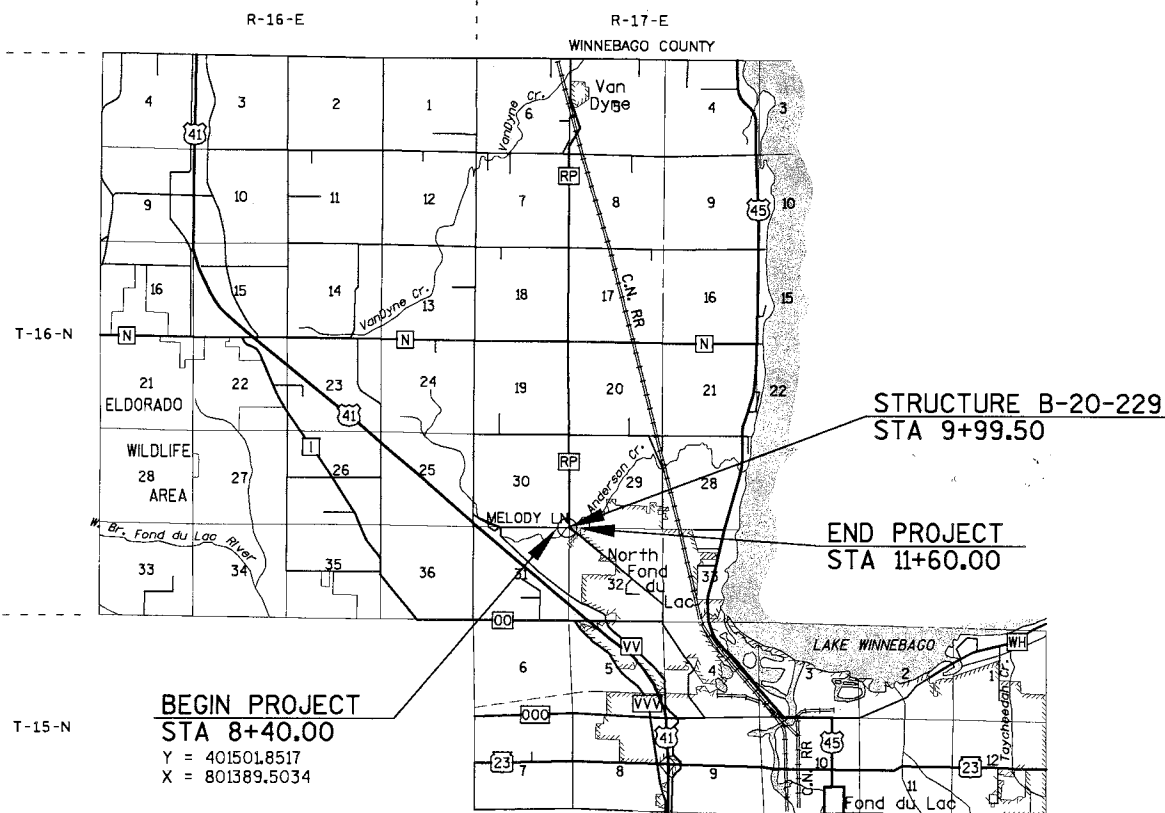 R-16-E
R-17-E
WINNEBAGO COUNTY
4
3
2
1
VanDyne Cr.
6
Van
Dyne
5
4
3
41
9
10
11
12
7
RP
8
9
45
10
16
15
14
13
VanDyne Cr.
18
17
C.N. RR
16
15
T-16-N
N
N
N
21
22
23
24
19
20
21
22
ELDORADO
41
STRUCTURE B-20-229
STA 9+99.50
WILDLIFE
I
26
25
30
RP
Anderson Cr.
29
28
28
27
AREA
MELODY LN
W. Br. Fond du Lac River
END PROJECT
STA 11+60.00
33
34
35
36
31
North
Fond
du
Lac
32
33
OO
VV
LAKE WINNEBAGO
WH
6
5
4
3
2
1
BEGIN PROJECT
STA 8+40.00
Y = 401501.8517
X = 801389.5034
T-15-N
VVV
OOO
41
45
Taycheedah Cr.
23
7
8
9
C.N. RR
10
11
23
12
Fond du Lac